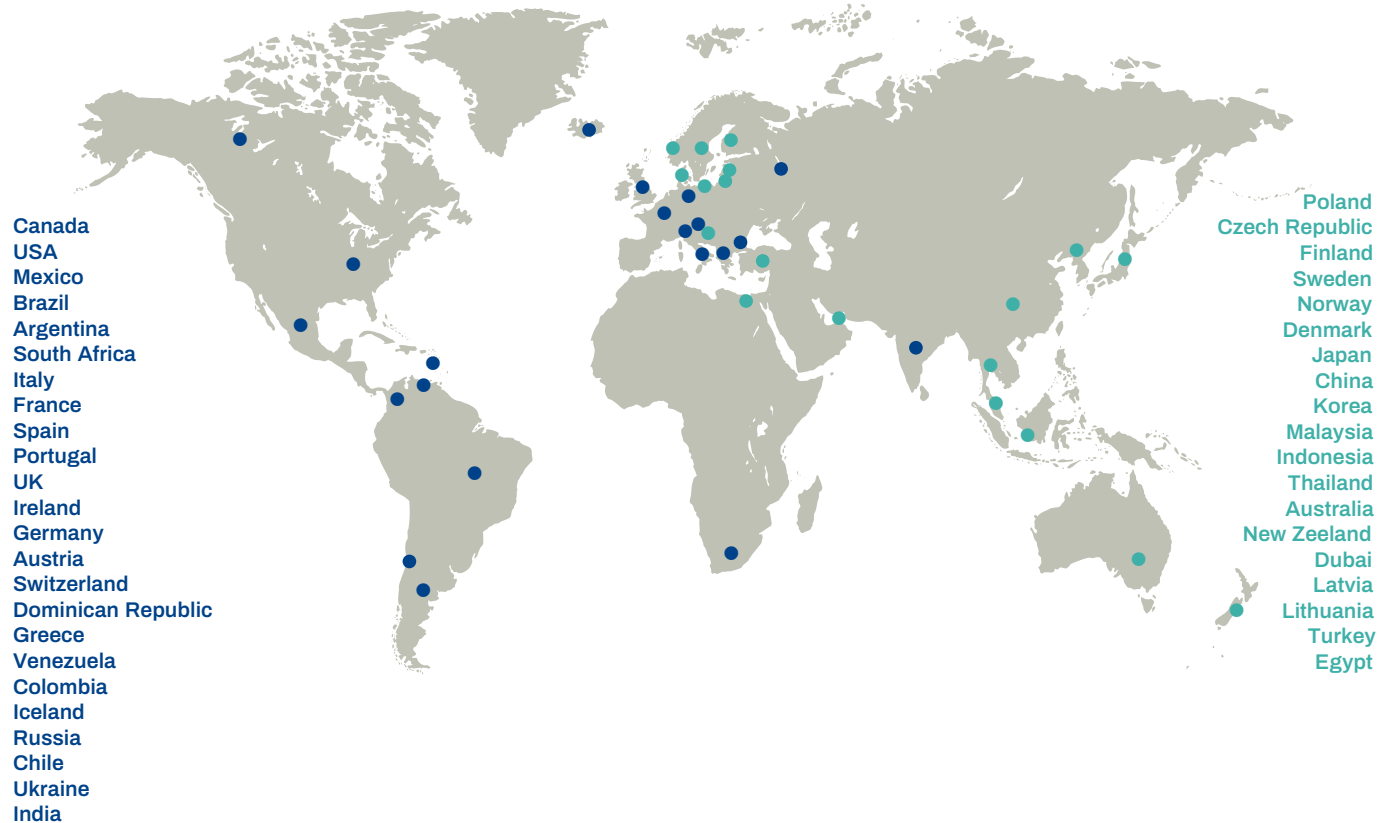 Canada
USA
Mexico
Brazil
Argentina
South Africa
Italy
France
Spain
Portugal
UK
Ireland
Germany
Austria
Switzerland
Dominican Republic
Greece
Venezuela
Colombia
Iceland
Russia
Chile
Ukraine
India
Poland
Czech Republic
Finland
Sweden
Norway
Denmark
Japan
China
Korea
Malaysia
Indonesia
Thailand
Australia
New Zeeland
Dubai
Latvia
Lithuania
Turkey
Egypt